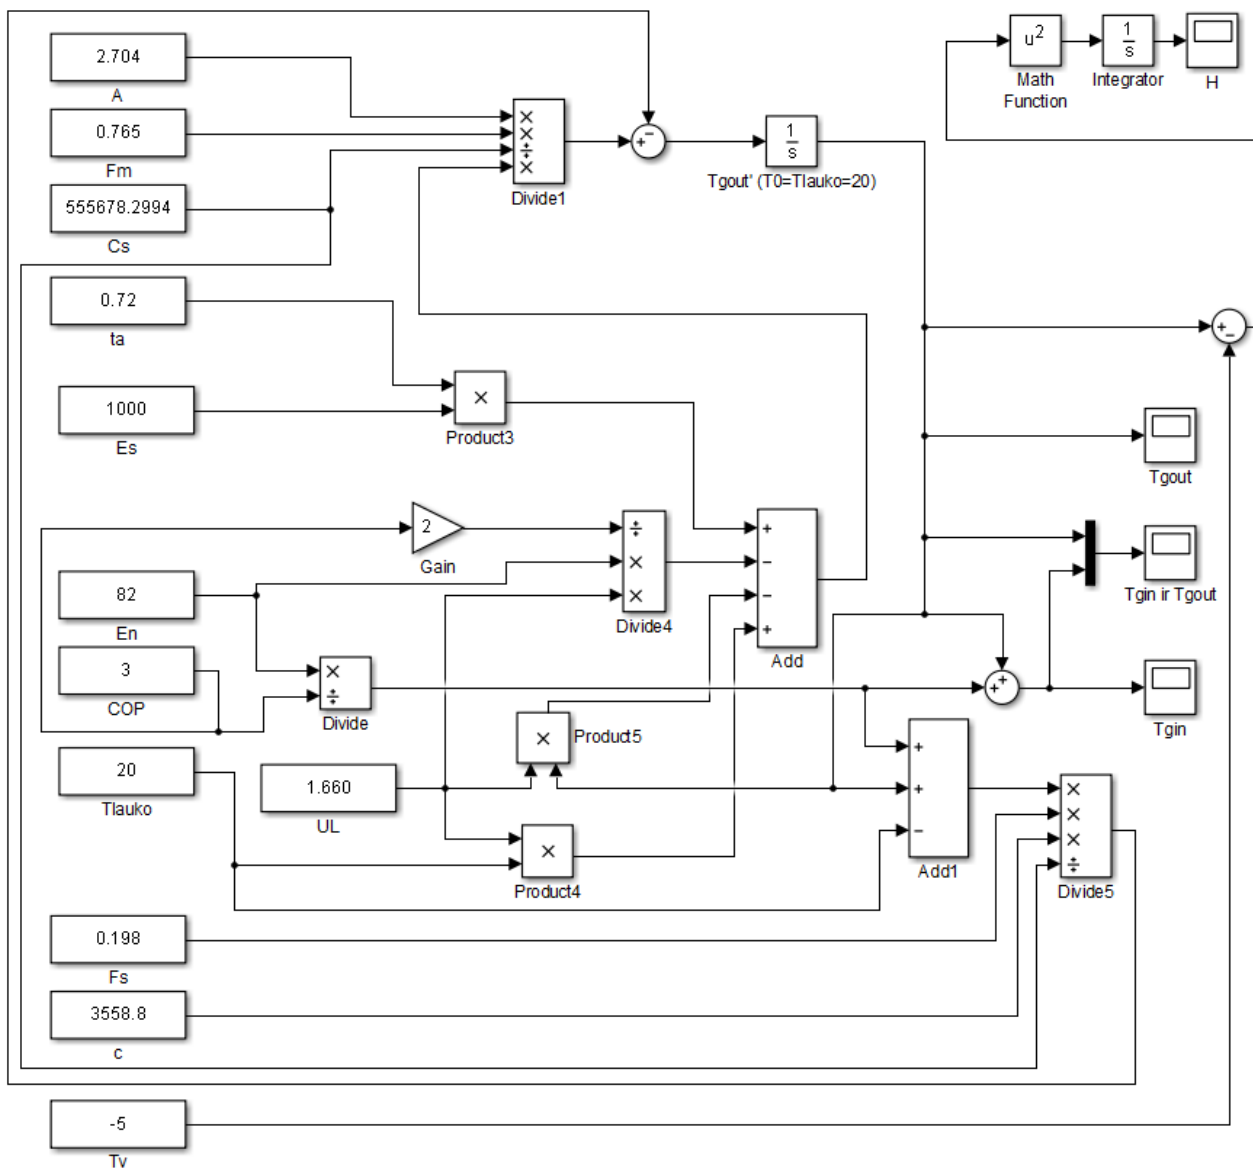 2.704
A
0.765
Fm
555678.2994
Cs
0.72
ta
1000
Es
82
En
3
COP
20
Tlauko
0.198
Fs
3558.8
c
-5
Tv
×
×
÷
×
Divide1
+
−
1
s
Tgout' (T0=Tlauko=20)
u²
Math
Function
1
s
Integrator
H
×
Product3
2
Gain
÷
×
×
Divide4
+
−
−
+
Add
×
÷
Divide
×
Product5
1.660
UL
×
Product4
+
−
Tgout
Tgin ir Tgout
+
+
Tgin
+
+
−
Add1
×
×
×
÷
Divide5